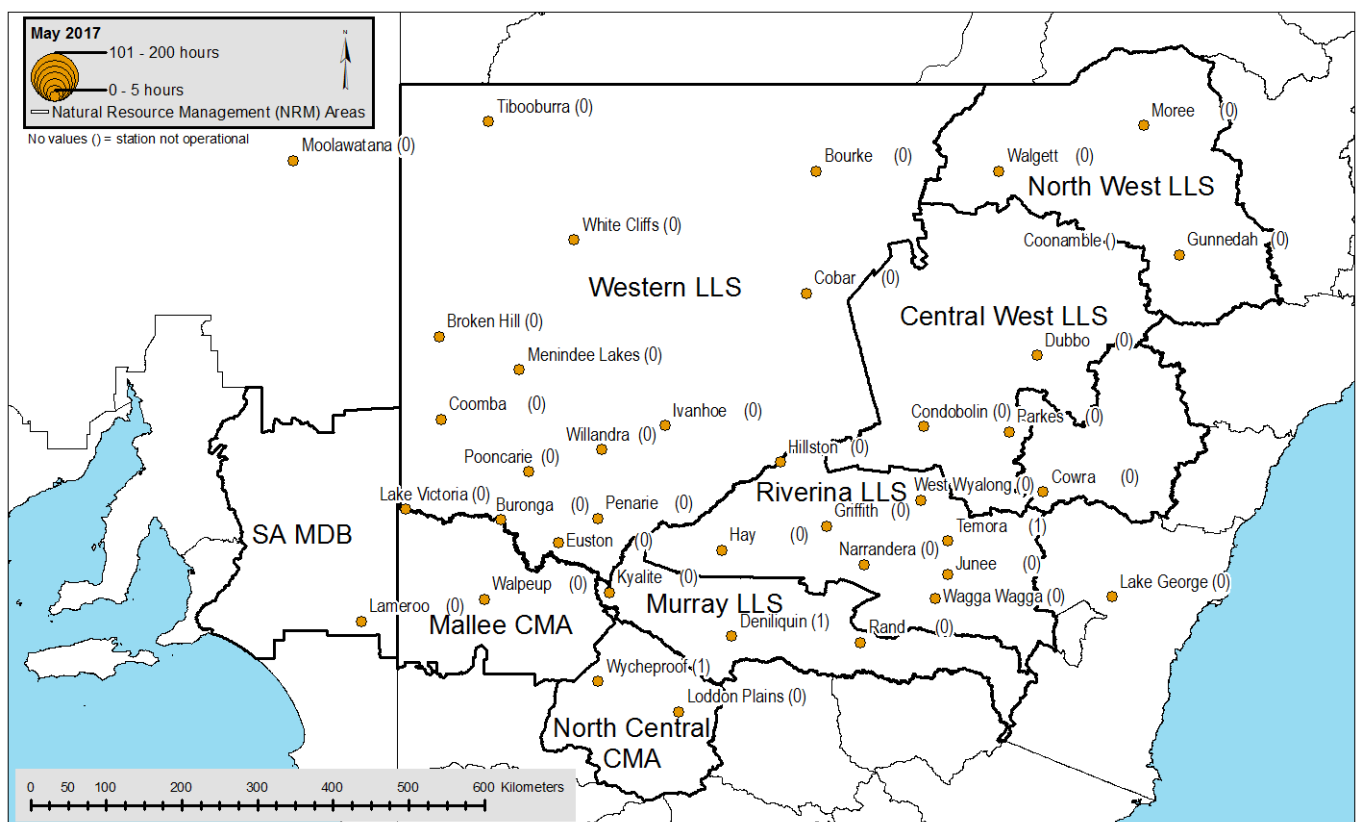 May 2017
N
101 - 200 hours
0 - 5 hours
Natural Resource Management (NRM) Areas
No values () = station not operational
Tibooburra (0)
Moree (0)
Moolawatana (0)
Bourke (0)
Walgett (0)
North West LLS
White Cliffs (0)
Coonamble ()
Gunnedah (0)
Western LLS
Cobar (0)
Central West LLS
Broken Hill (0)
Dubbo (0)
Menindee Lakes (0)
Coomba (0)
Ivanhoe (0)
Condobolin (0)
Parkes (0)
Willandra (0)
Hillston (0)
Pooncarie (0)
Cowra (0)
Lake Victoria (0)
Riverina LLS
West Wyalong (0)
Buronga (0)
Penarie (0)
Griffith (0)
SA MDB
Temora (1)
Euston (0)
Hay (0)
Narrandera (0)
Junee (0)
Walpeup (0)
Kyalite (0)
Lake George (0)
Murray LLS
Wagga Wagga (0)
Lameroo (0)
Mallee CMA
Deniliquin (1)
Rand (0)
Wycheproof (1)
Loddon Plains (0)
North Central
CMA
0 50 100 200 300 400 500 600 Kilometers